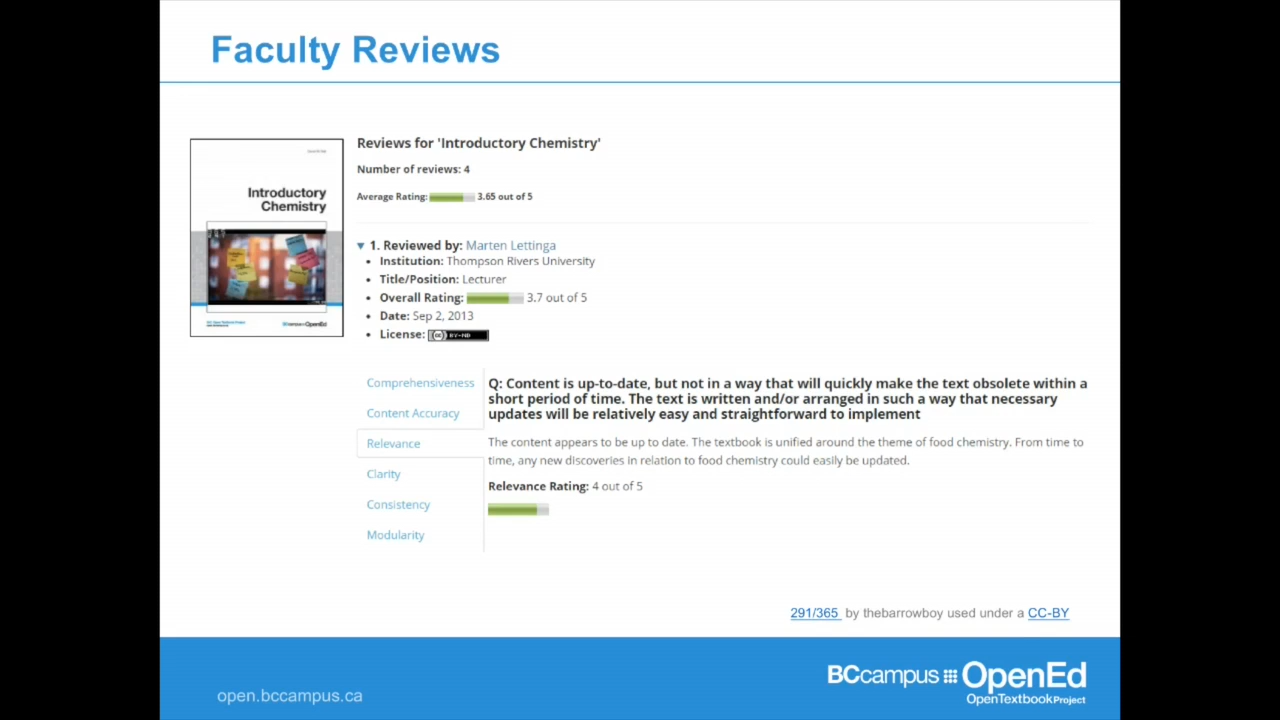 Faculty Reviews
Introductory
Chemistry
Reviews for 'Introductory Chemistry'
Number of reviews: 4
Average Rating: 3.65 out of 5
1. Reviewed by: Marten Lettinga
• Institution: Thompson Rivers University
• Title/Position: Lecturer
• Overall Rating: 3.7 out of 5
• Date: Sep 2, 2013
• License: CC BY-ND
Comprehensiveness
Content Accuracy
Relevance
Clarity
Consistency
Modularity
Q: Content is up-to-date, but not in a way that will quickly make the text obsolete within a
short period of time. The text is written and/or arranged in such a way that necessary
updates will be relatively easy and straightforward to implement
The content appears to be up to date. The textbook is unified around the theme of food chemistry. From time to
time, any new discoveries in relation to food chemistry could easily be updated.
Relevance Rating: 4 out of 5
291/365 by thebarrowboy used under a CC-BY
open.bccampus.ca
BCcampus OpenEd
OpenTextbookProject